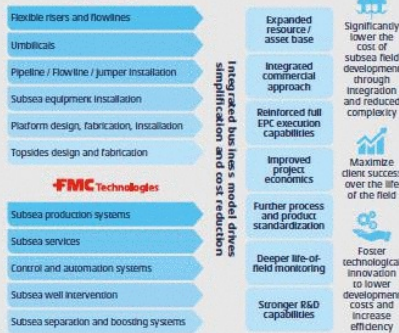 Flexible risers and flowlines
Umbilicals
Pipeline / Flowline / Jumper Installation
Subsea equipment installation
Platform design, fabrication, installation
Topsides design and fabrication
FMC Technologies
Subsea production systems
Subsea services
Control and automation systems
Subsea well intervention
Subsea separation and boosting systems
Integrated business model drives
simplification and cost reduction
Expanded
resource /
asset base
Integrated
commercial
approach
Reinforced full
EPC execution
capabilities
Improved
project
economics
Further process
and product
standardization
Deeper life-of-
field monitoring
Stronger R&D
capabilities
Significantly
lower the
cost of
subsea field
development
through
integration
and reduced
complexity
Maximize
client success
over the life
of the field
Foster
technological
innovation
to lower
development
costs and
increase
efficiency